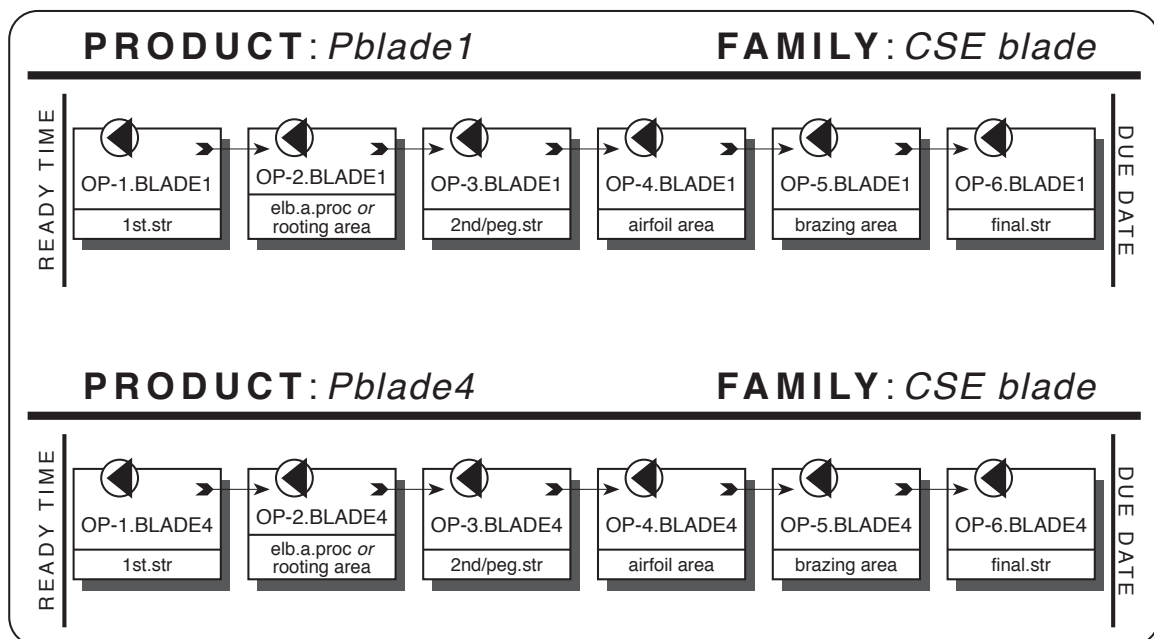 PRODUCT: Pblade1 FAMILY: CSE blade
READY TIME
OP-1.BLADE1
1st.str
OP-2.BLADE1
elb.a.proc or
rooting area
OP-3.BLADE1
2nd/peg.str
OP-4.BLADE1
airfoil area
OP-5.BLADE1
brazing area
OP-6.BLADE1
final.str
DUE DATE
PRODUCT: Pblade4 FAMILY: CSE blade
READY TIME
OP-1.BLADE4
1st.str
OP-2.BLADE4
elb.a.proc or
rooting area
OP-3.BLADE4
2nd/peg.str
OP-4.BLADE4
airfoil area
OP-5.BLADE4
brazing area
OP-6.BLADE4
final.str
DUE DATE